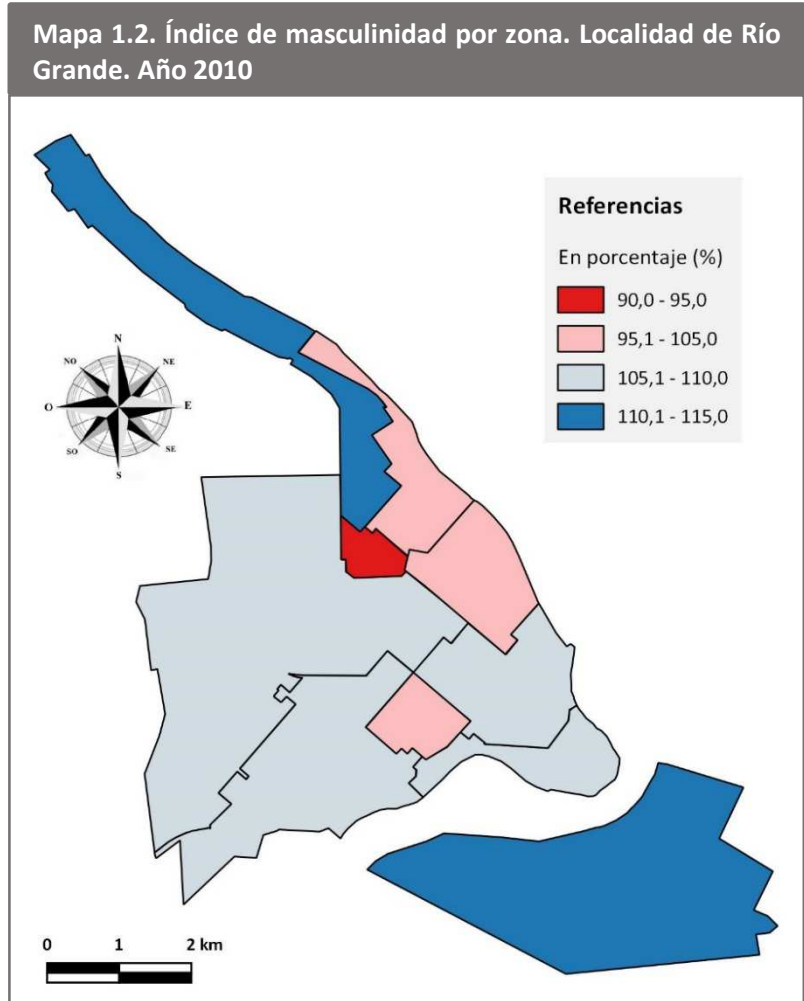 Mapa 1.2. Índice de masculinidad por zona. Localidad de Río
Grande. Año 2010
Referencias
En porcentaje (%)
90,0 - 95,0
95,1 - 105,0
105,1 - 110,0
110,1 - 115,0
N
NO
NE
O
E
SO
SE
S
0 1 2 km